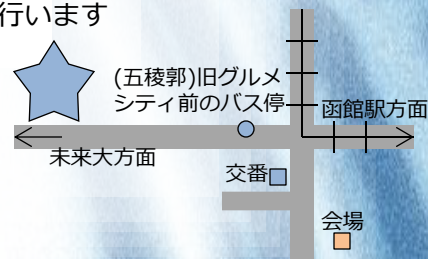 行います
(五稜郭)旧グルメ
シティ前のバス停
函館駅方面
未来大方面
交番
会場